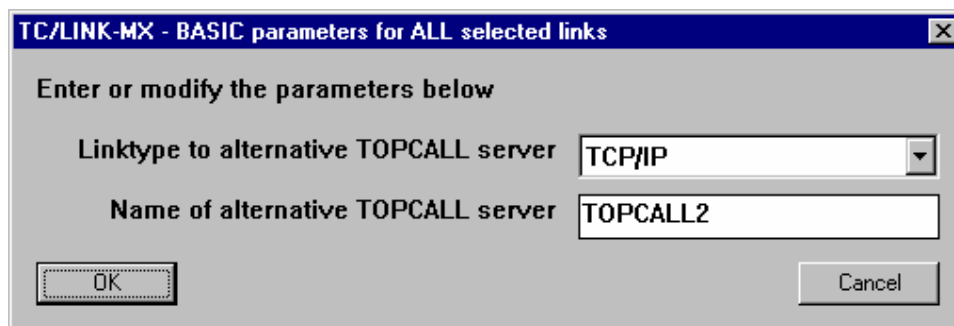 TC/LINK-MX - BASIC parameters for ALL selected links
Enter or modify the parameters below
Linktype to alternative TOPCALL server TCP/IP
Name of alternative TOPCALL server TOPCALL2
OK Cancel